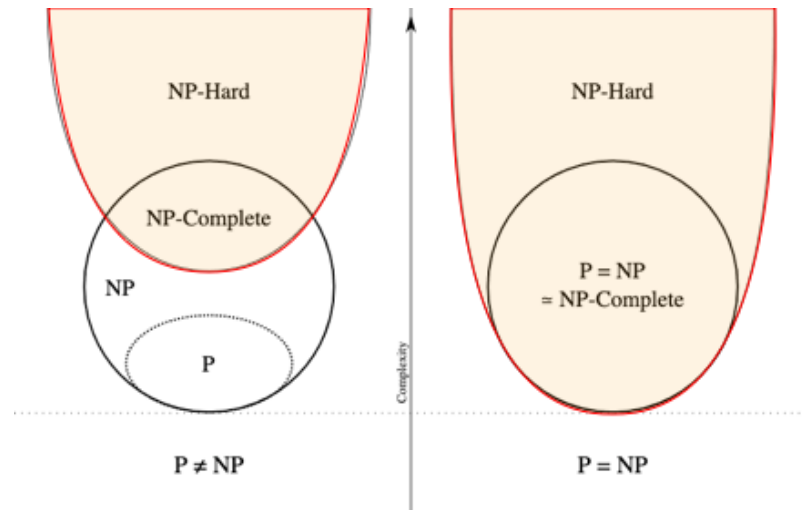 NP-Hard
NP-Complete
NP
P
P ≠ NP
Complexity
NP-Hard
P = NP
≃ NP-Complete
P = NP